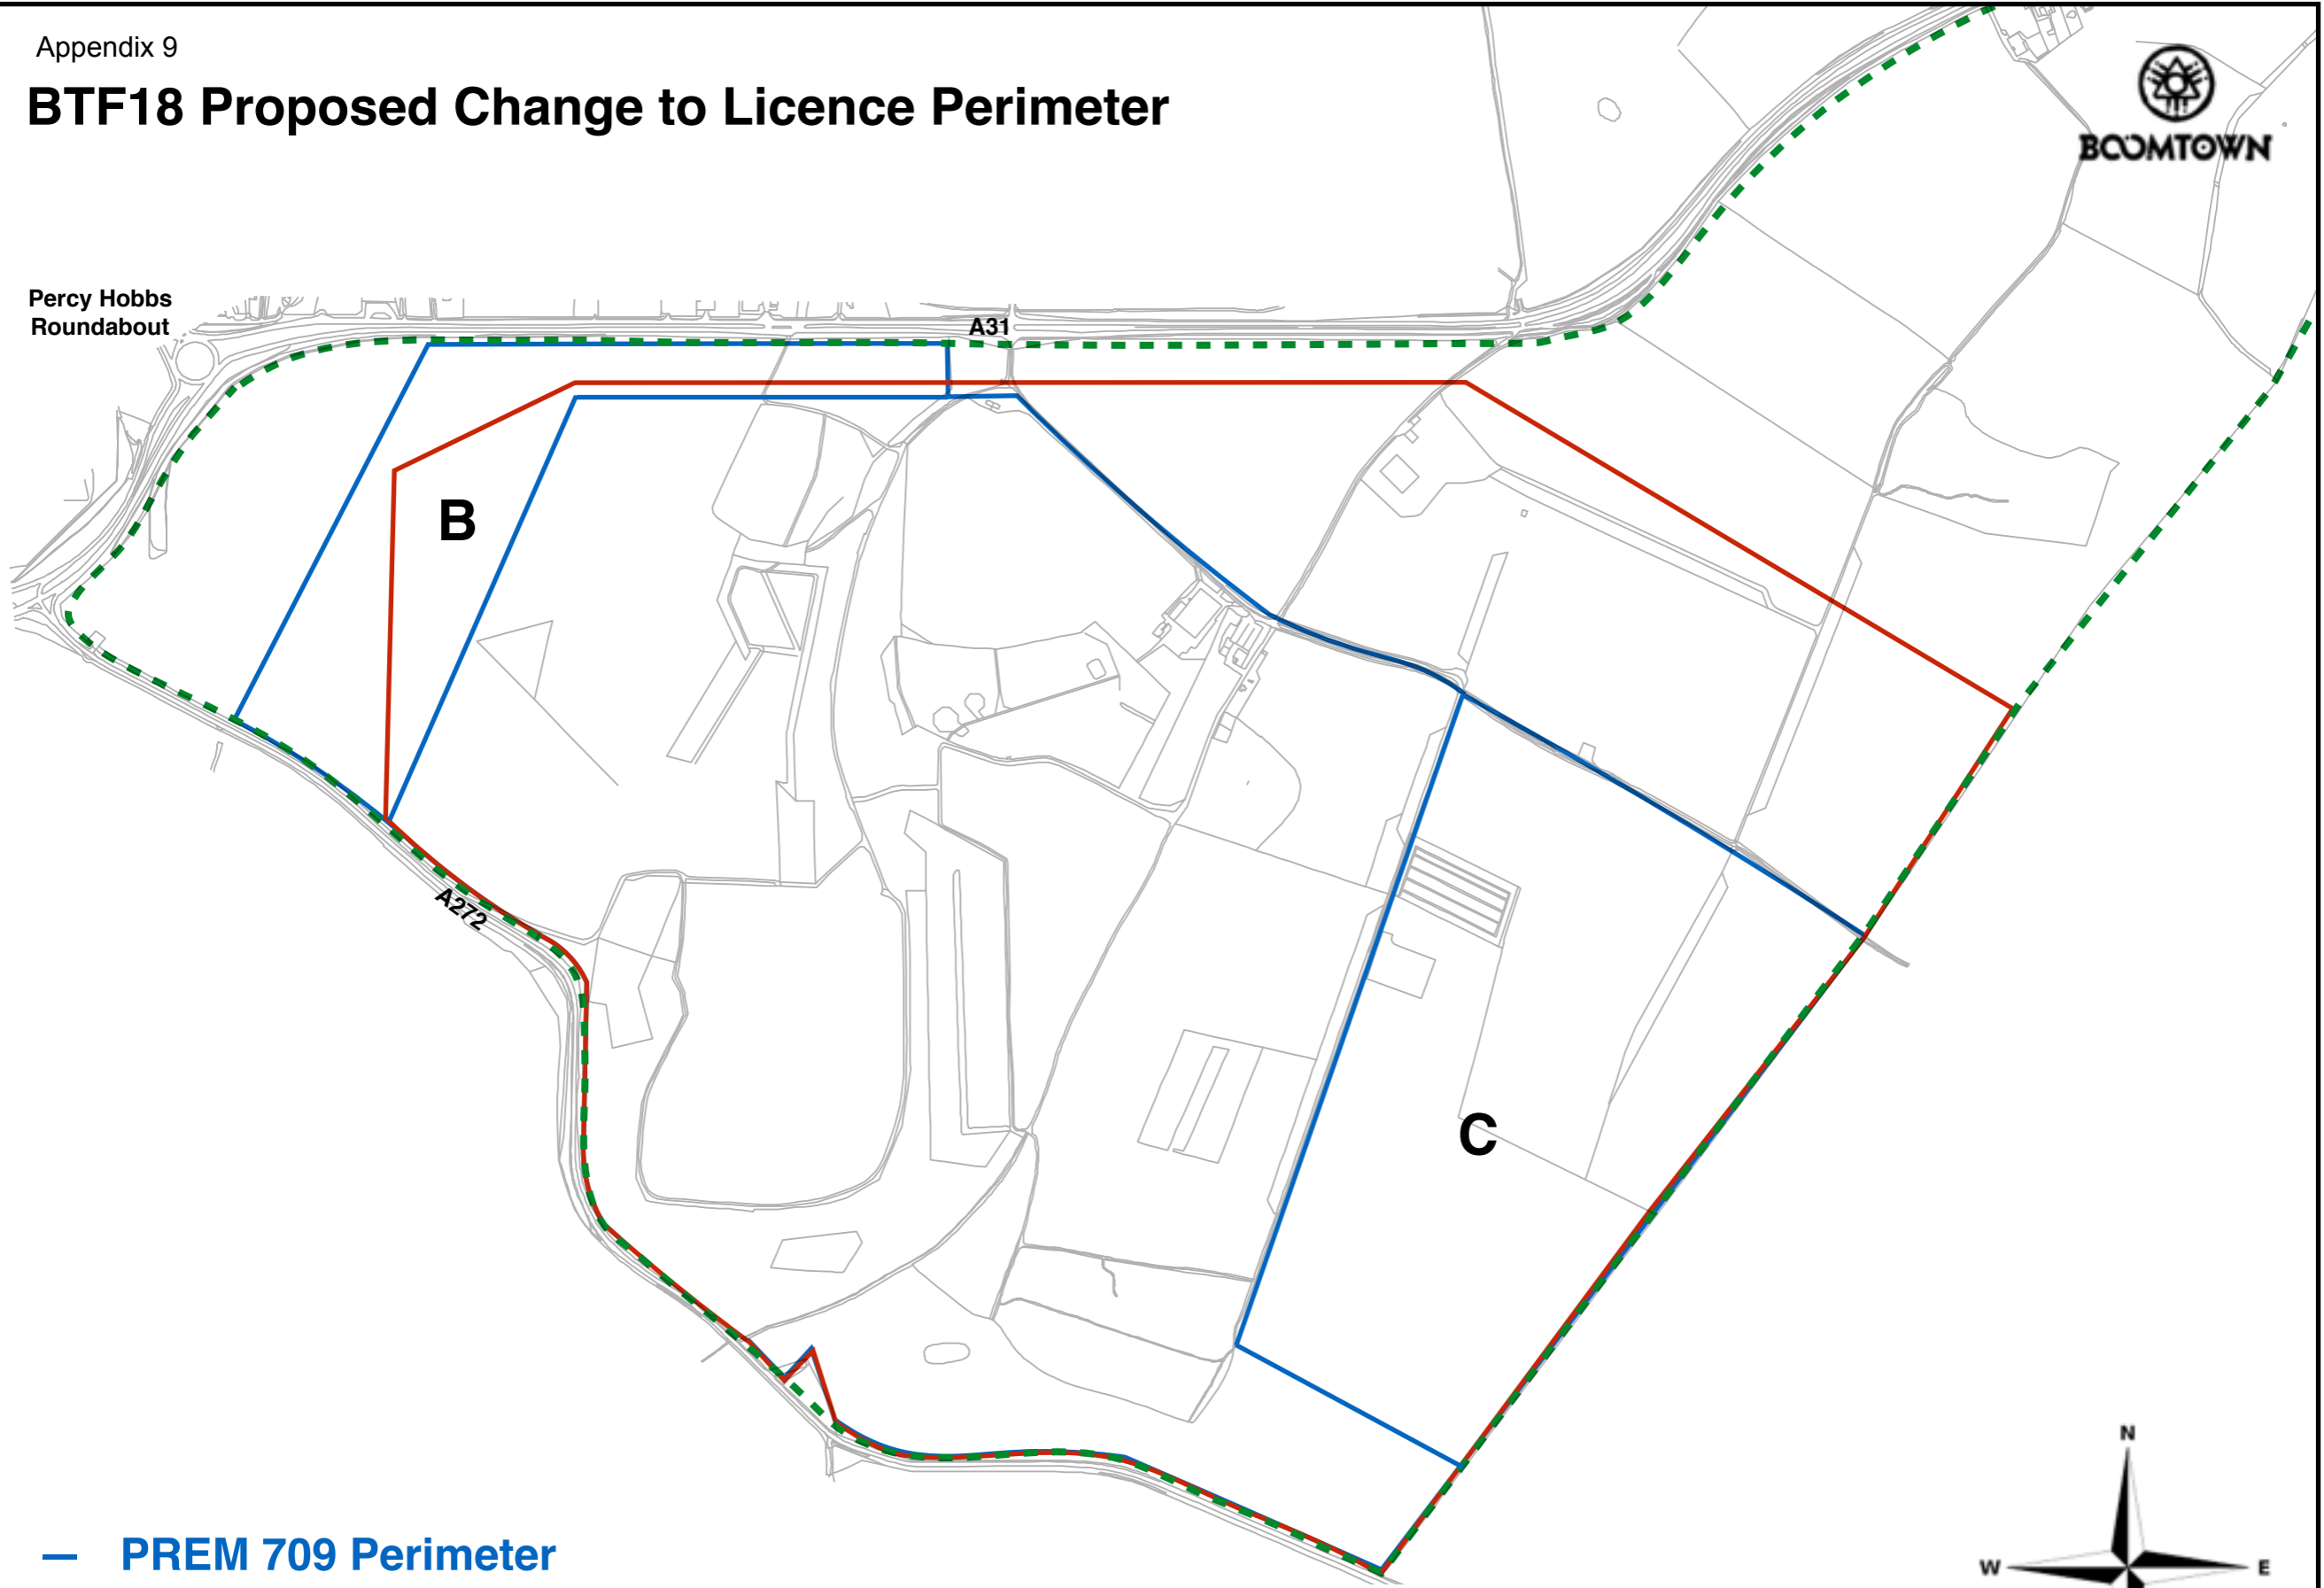 Appendix 9
BTF18 Proposed Change to Licence Perimeter
BOOMTOWN
Percy Hobbs
Roundabout
A31
B
A272
C
N
W
E
PREM 709 Perimeter